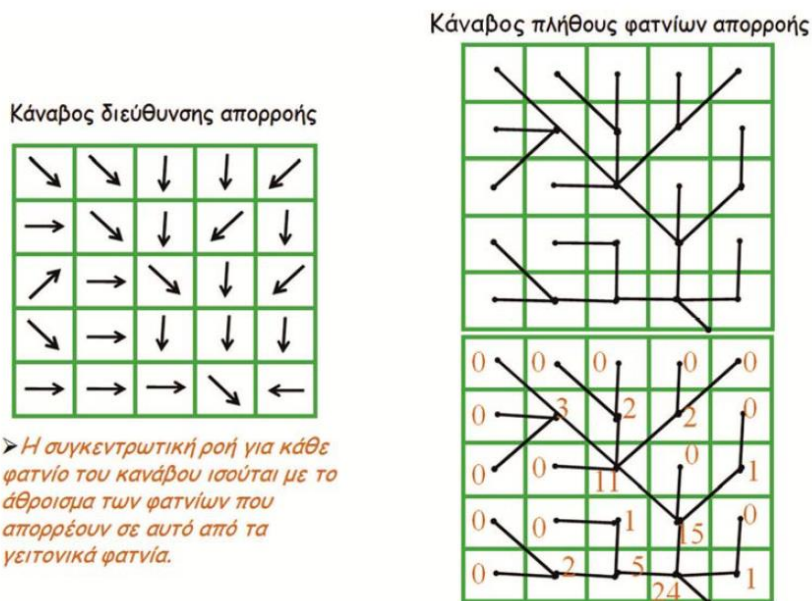 Κάναβος πλήθους φατνίων απορροής
Κάναβος διεύθυνσης απορροής
➢Η συγκεντρωτική ροή για κάθε
φατνίο του κανάβου ισούται με το
άθροισμα των φατνίων που
απορρέουν σε αυτό από τα
γειτονικά φατνία.
0 0 0 0 0
0 3 2 2 0
0 0 11 0 1
0 0 1 15 0
0 2 5 24 1